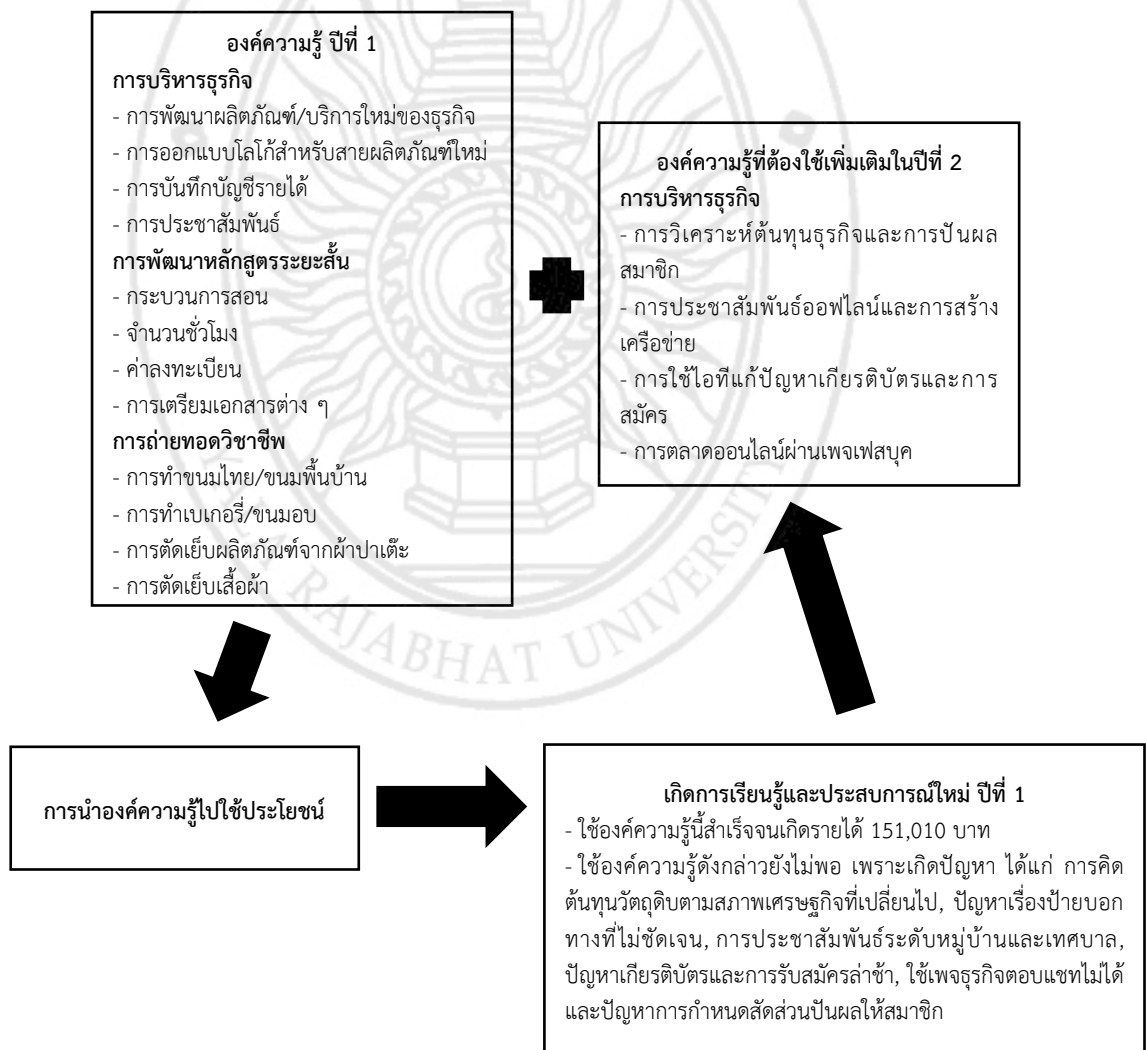 องค์ความรู้ ปีที่ 1
การบริหารธุรกิจ
- การพัฒนาผลิตภัณฑ์/บริการใหม่ของธุรกิจ
- การออกแบบโลโก้สำหรับสายผลิตภัณฑ์ใหม่
- การบันทึกบัญชีรายได้
- การประชาสัมพันธ์
การพัฒนาหลักสูตรระยะสั้น
- กระบวนการสอน
- จำนวนชั่วโมง
- ค่าลงทะเบียน
- การเตรียมเอกสารต่าง ๆ
การถ่ายทอดวิชาชีพ
- การทำขนมไทย/ขนมพื้นบ้าน
- การทำเบเกอรี่/ขนมอบ
- การตัดเย็บผลิตภัณฑ์จากผ้าปาเต๊ะ
- การตัดเย็บเสื้อผ้า
องค์ความรู้ที่ต้องใช้เพิ่มเติมในปีที่ 2
การบริหารธุรกิจ
- การวิเคราะห์ต้นทุนธุรกิจและการปันผล
สมาชิก
- การประชาสัมพันธ์ออฟไลน์และการสร้าง
เครือข่าย
- การใช้ไอทีแก้ปัญหาเกียรติบัตรและการ
สมัคร
- การตลาดออนไลน์ผ่านเพจเฟสบุค
การนำองค์ความรู้ไปใช้ประโยชน์
เกิดการเรียนรู้และประสบการณ์ใหม่ ปีที่ 1
- ใช้องค์ความรู้นี้สำเร็จจนเกิดรายได้ 151,010 บาท
- ใช้องค์ความรู้ดังกล่าวยังไม่พอ เพราะเกิดปัญหา ได้แก่ การคิด
ต้นทุนวัตถุดิบตามสภาพเศรษฐกิจที่เปลี่ยนไป, ปัญหาเรื่องป้ายบอก
ทางที่ไม่ชัดเจน, การประชาสัมพันธ์ระดับหมู่บ้านและเทศบาล,
ปัญหาเกียรติบัตรและการรับสมัครล่าช้า, ใช้เพจธุรกิจตอบแชทไม่ได้
และปัญหาการกำหนดสัดส่วนปันผลให้สมาชิก
RAJABHAT UNIVERSITY